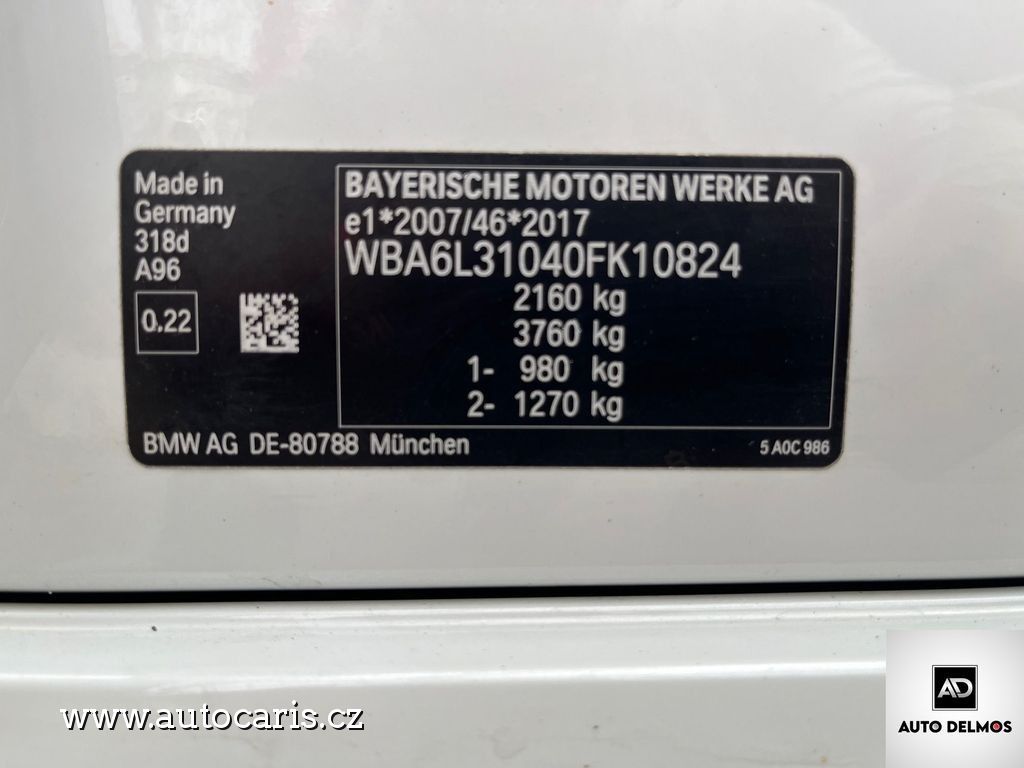 Made in
Germany
318d
A96
0.22
BAYERISCHE MOTOREN WERKE AG
e1*2007/46*2017
WBA6L31040FK10824
2160 kg
3760 kg
1- 980 kg
2- 1270 kg
BMW AG DE-80788 München
5 A0C 986
www.autocaris.cz
AD
AUTO DELMOS